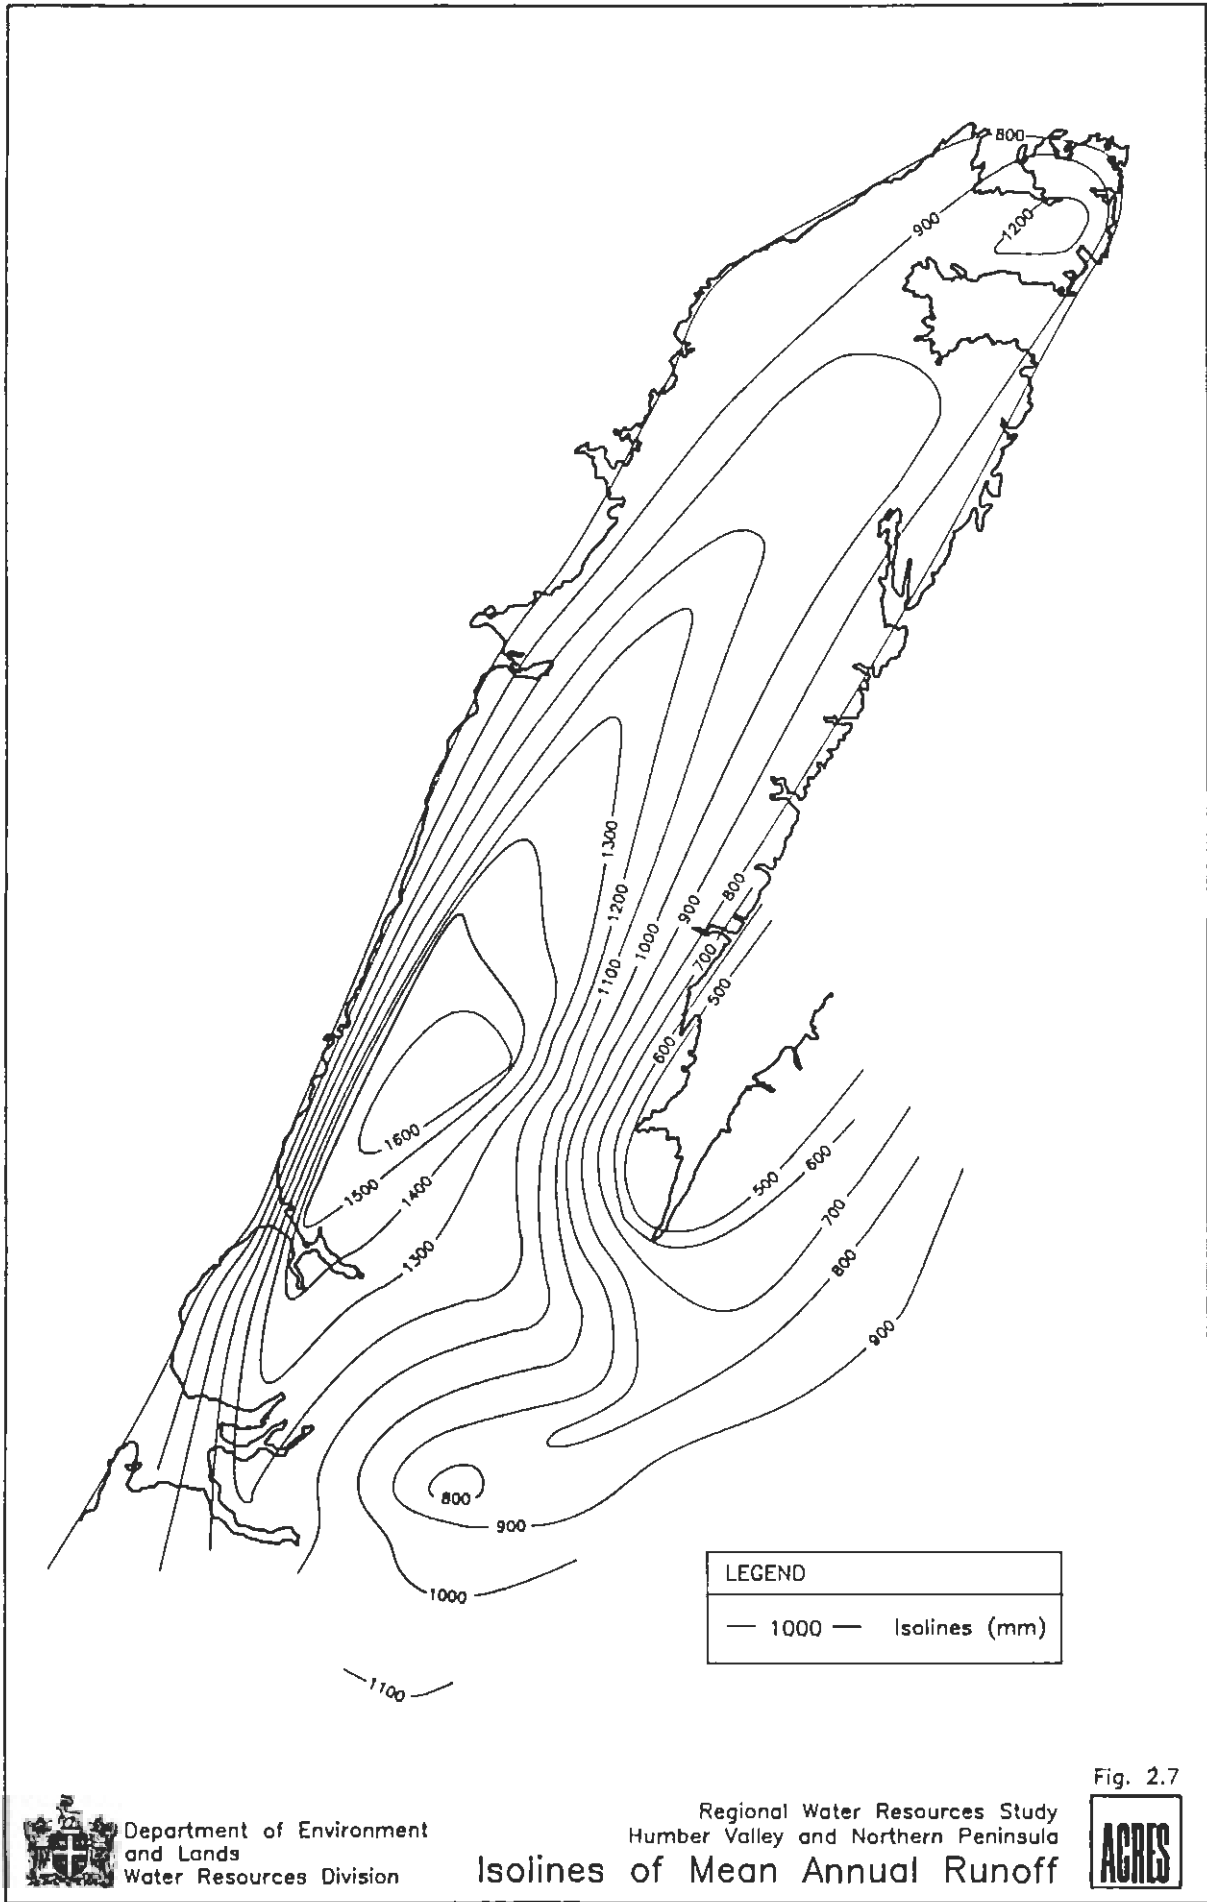 800
900
1200
1300
1200
1100
1000
900
800
700
500
600
1600
1500
1400
1300
500
600
700
800
900
800
900
1000
1100
LEGEND
— 1000 — Isolines (mm)
Fig. 2.7
Department of Environment
and Lands
Water Resources Division
Regional Water Resources Study
Humber Valley and Northern Peninsula
Isolines of Mean Annual Runoff
ACRES